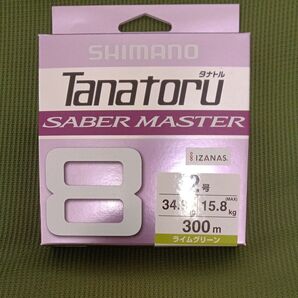 SHIMANO
タナトル
Tanatoru
SABER MASTER
8
IZANAS
号
(MAX)
15.8kg
300m
ライムグリーン